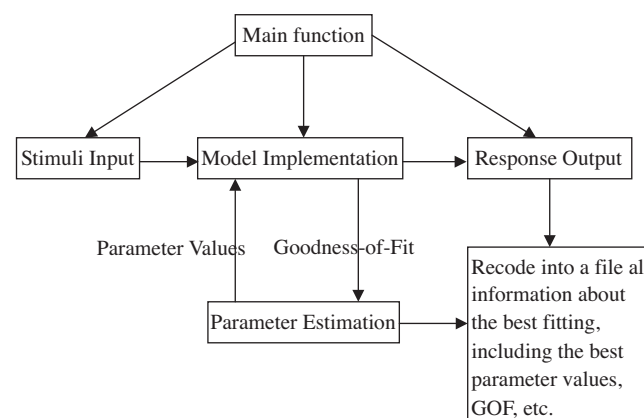 Main function
Stimuli Input
Model Implementation
Response Output
Parameter Values
Goodness-of-Fit
Parameter Estimation
Recode into a file al
information about
the best fitting,
including the best
parameter values,
GOF, etc.